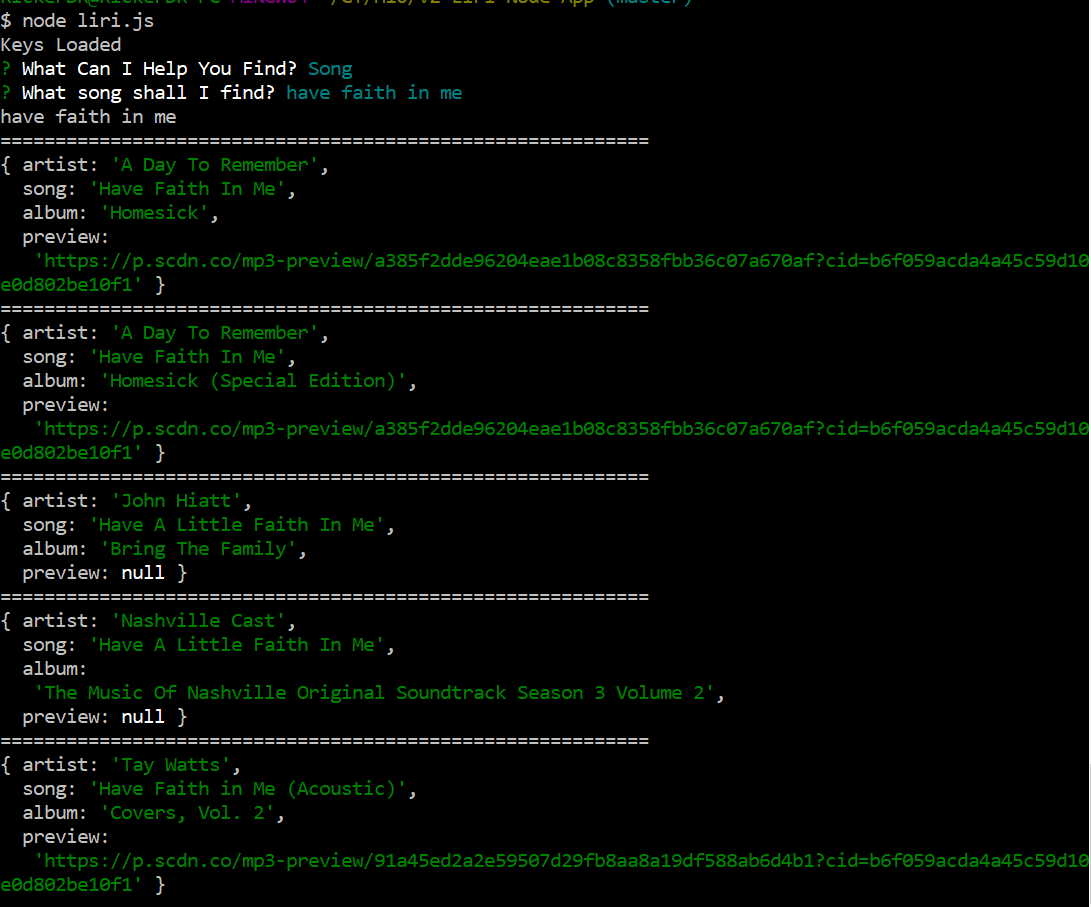 $ node liri.js
Keys Loaded
? What Can I Help You Find? Song
? What song shall I find? have faith in me
have faith in me
===========================================================
{ artist: 'A Day To Remember',
  song: 'Have Faith In Me',
  album: 'Homesick',
  preview:
   'https://p.scdn.co/mp3-preview/a385f2dde96204eae1b08c8358fbb36c07a670af?cid=b6f059acda4a45c59d10
e0d802be10f1' }
===========================================================
{ artist: 'A Day To Remember',
  song: 'Have Faith In Me',
  album: 'Homesick (Special Edition)',
  preview:
   'https://p.scdn.co/mp3-preview/a385f2dde96204eae1b08c8358fbb36c07a670af?cid=b6f059acda4a45c59d10
e0d802be10f1' }
===========================================================
{ artist: 'John Hiatt',
  song: 'Have A Little Faith In Me',
  album: 'Bring The Family',
  preview: null }
===========================================================
{ artist: 'Nashville Cast',
  song: 'Have A Little Faith In Me',
  album:
   'The Music Of Nashville Original Soundtrack Season 3 Volume 2',
  preview: null }
===========================================================
{ artist: 'Tay Watts',
  song: 'Have Faith in Me (Acoustic)',
  album: 'Covers, Vol. 2',
  preview:
   'https://p.scdn.co/mp3-preview/91a45ed2a2e59507d29fb8aa8a19df588ab6d4b1?cid=b6f059acda4a45c59d10
e0d802be10f1' }